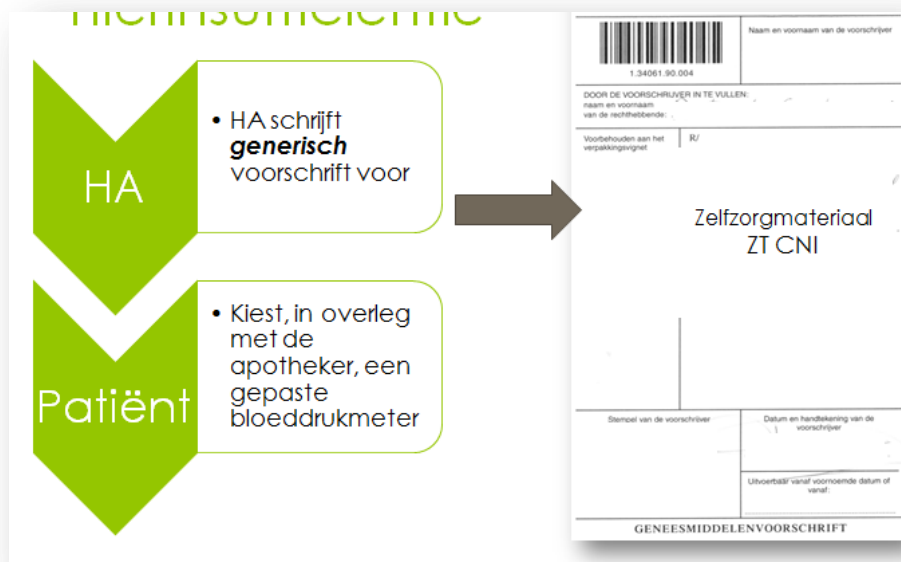 HA
• HA schrijft
generisch
voorschrift voor
Patiënt
• Kiest, in overleg
met de
apotheker, een
gepaste
bloeddrukmeter
1.34061.90.004
Naam en voornaam van de voorschrijver
DOOR DE VOORSCHRIJVER IN TE VULLEN:
naam en voornaam
van de rechthebbende:
Voorbehouden aan het
verpakkingsvignet
R/
Zelfzorgmateriaal
ZT CNI
Stempel van de voorschrijver
Datum en handtekening van de
voorschrijver
Uitvoerbaar vanaf voornoemde datum of
vanaf:
GENEESMIDDELENVOORSCHRIFT